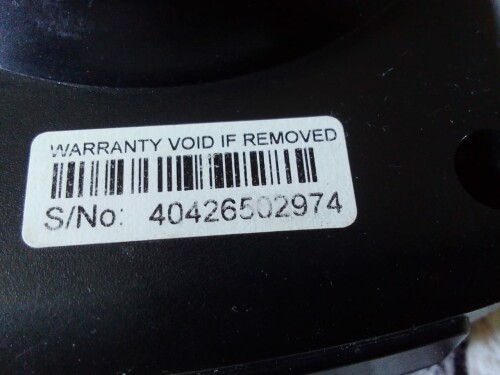 WARRANTY VOID IF REMOVED
S/No: 40426502974